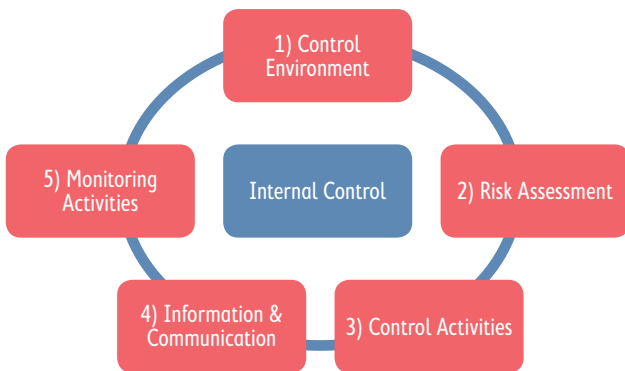 1) Control
Environment
5) Monitoring
Activities
Internal Control
2) Risk Assessment
4) Information &
Communication
3) Control Activities